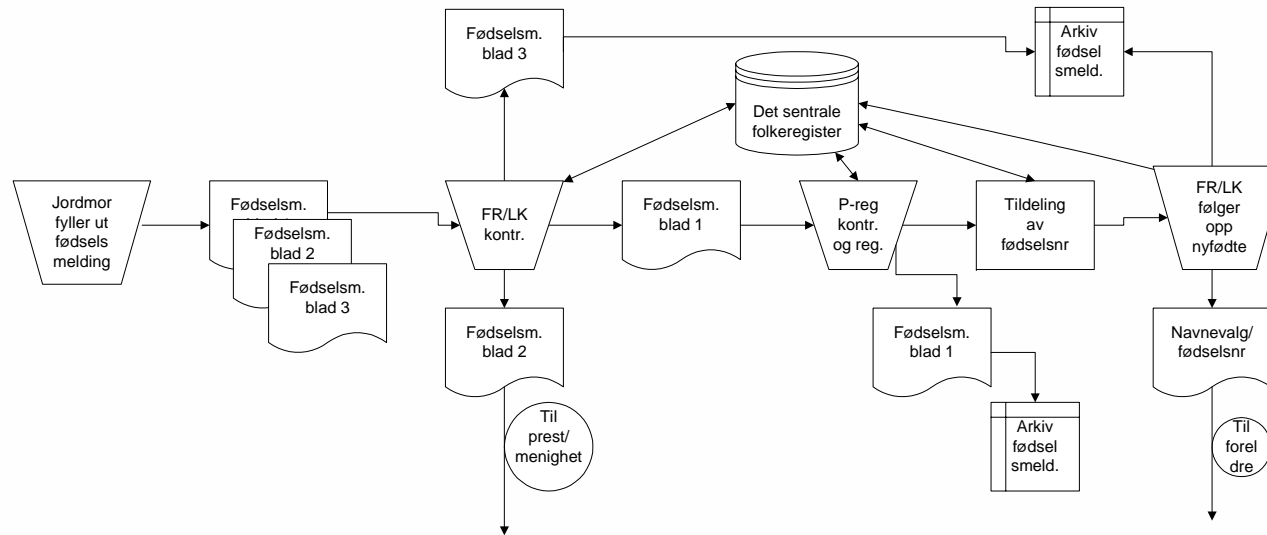 Fødselsm.
blad 3
Arkiv
fødsel
smeld.
Det sentrale
folkeregister
Jordmor
fyller ut
fødsels
melding
Fødselsm.
Fødselsm.
blad 2
Fødselsm.
blad 3
FR/LK
kontr.
Fødselsm.
blad 1
P-reg
kontr.
og reg.
Tildeling
av
fødselsnr
FR/LK
følger
opp
nyfødte
Fødselsm.
blad 2
Fødselsm.
blad 1
Navnevalg/
fødselsnr
Til
prest/
menighet
Arkiv
fødsel
smeld.
Til
forel
dre